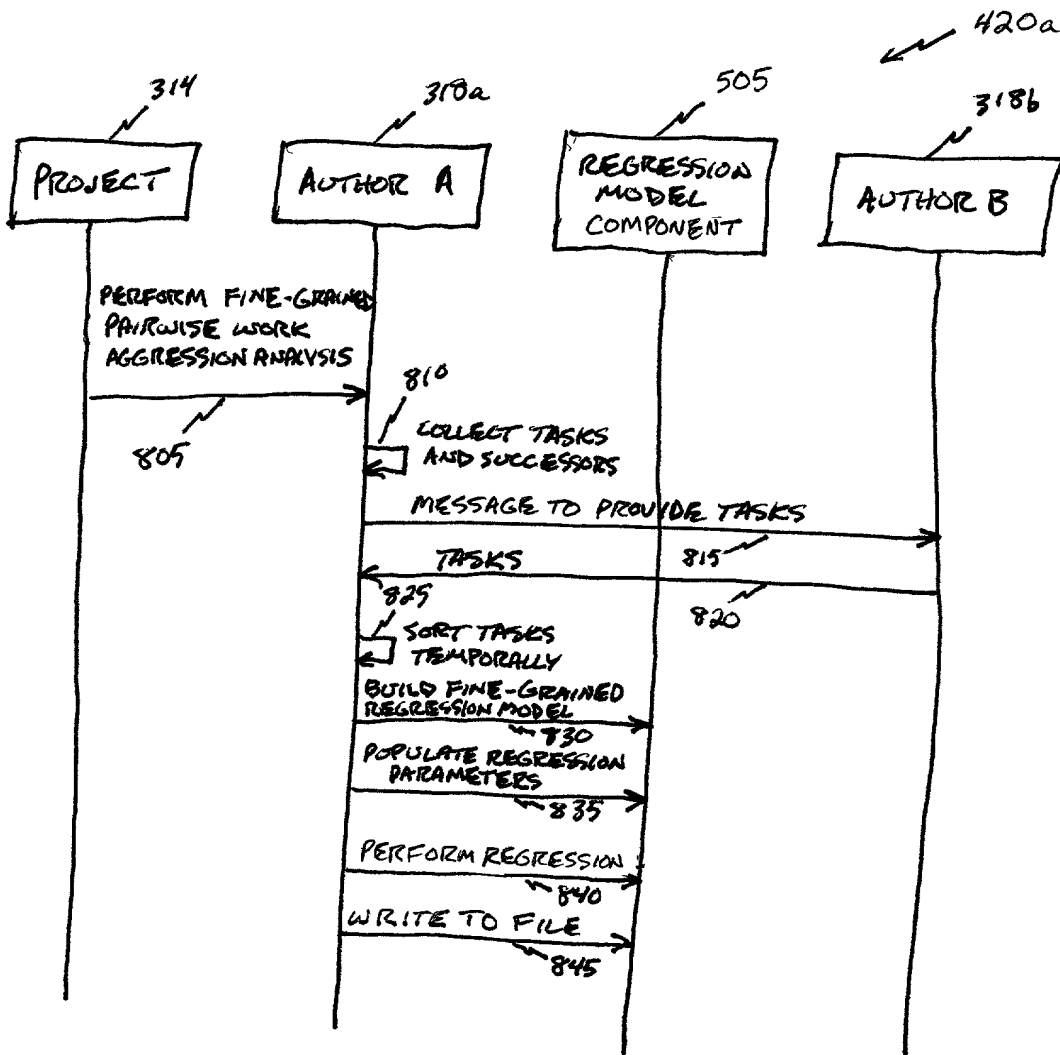 420a
314
318a
505
318b
PROJECT
AUTHOR A
REGRESSION
MODEL
COMPONENT
AUTHOR B
PERFORM FINE-GRAINED
PAIRWISE WORK
AGGRESSION ANALYSIS
805
810
COLLECT TASKS
AND SUCCESSORS
MESSAGE TO PROVIDE TASKS
815
TASKS
820
825
SORT TASKS
TEMPORALLY
BUILD FINE-GRAINED
REGRESSION MODEL
830
POPULATE REGRESSION
PARAMETERS
835
PERFORM REGRESSION
840
WRITE TO FILE
845